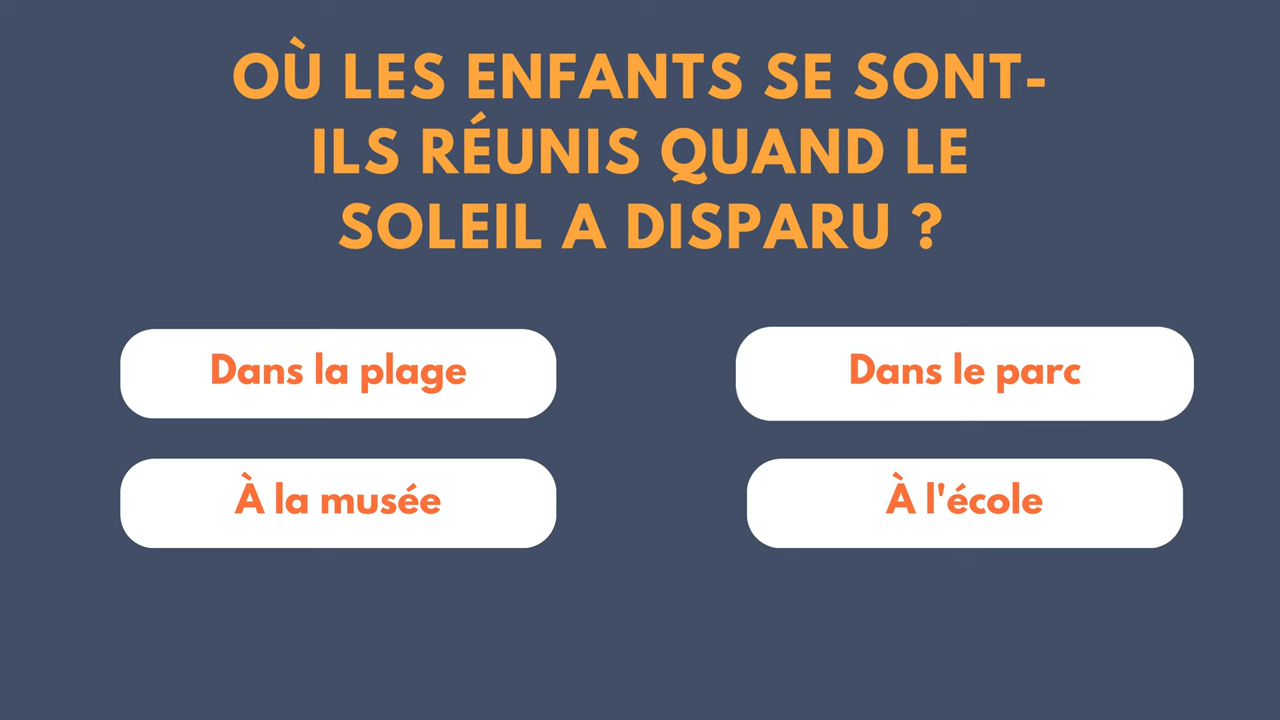 OÙ LES ENFANTS SE SONT-
ILS RÉUNIS QUAND LE
SOLEIL A DISPARU ?
Dans la plage
Dans le parc
À la musée
À l'école